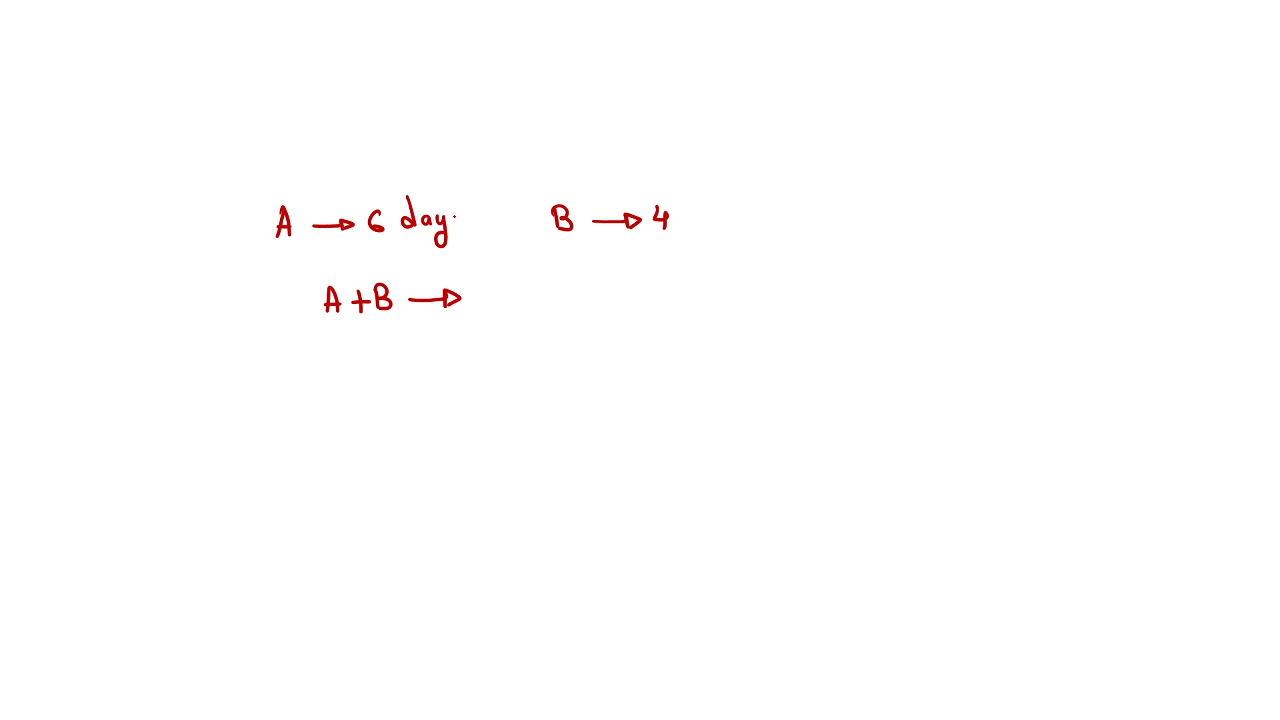 A → 6 day. B → 4
A + B →